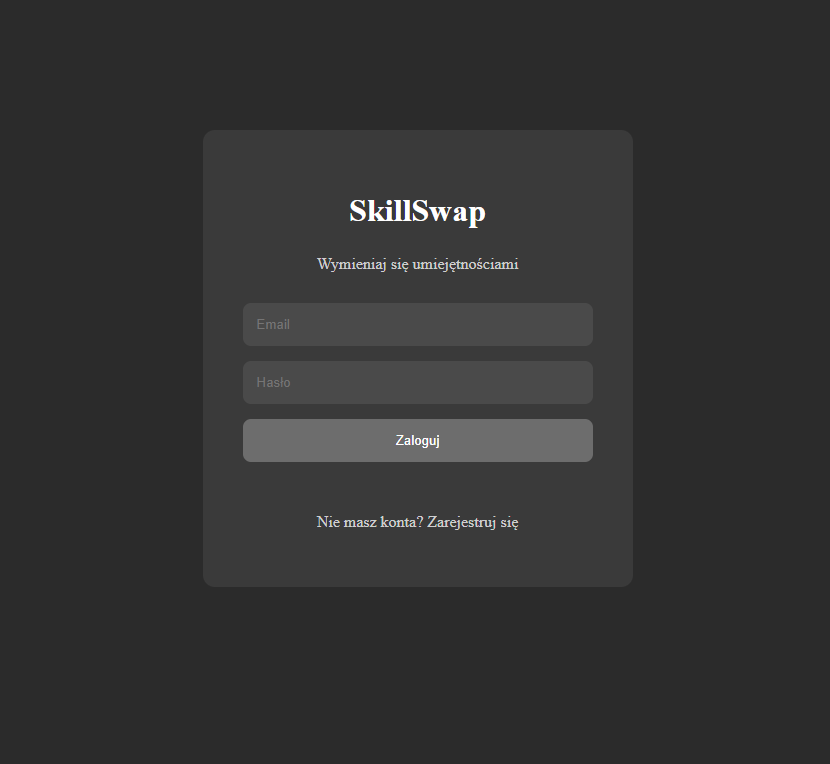 SkillSwap
Wymieniaj się umiejętnościami
Email
Hasło
Zaloguj
Nie masz konta? Zarejestruj się